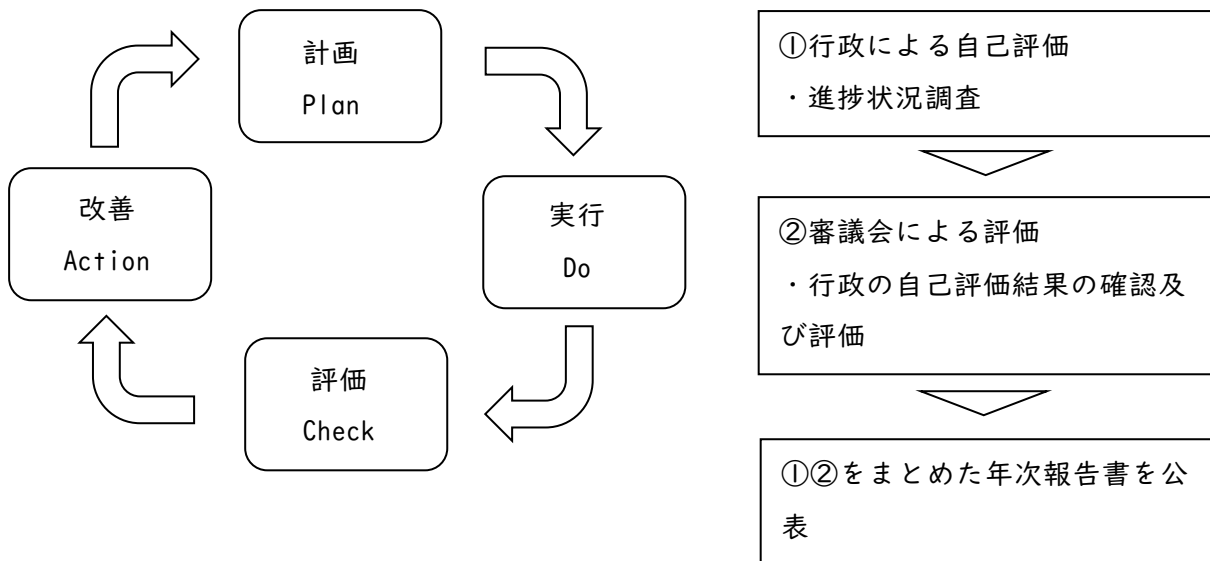 計画
Plan
実行
Do
評価
Check
改善
Action
①行政による自己評価
・進捗状況調査
②審議会による評価
・行政の自己評価結果の確認及
び評価
①②をまとめた年次報告書を公
表